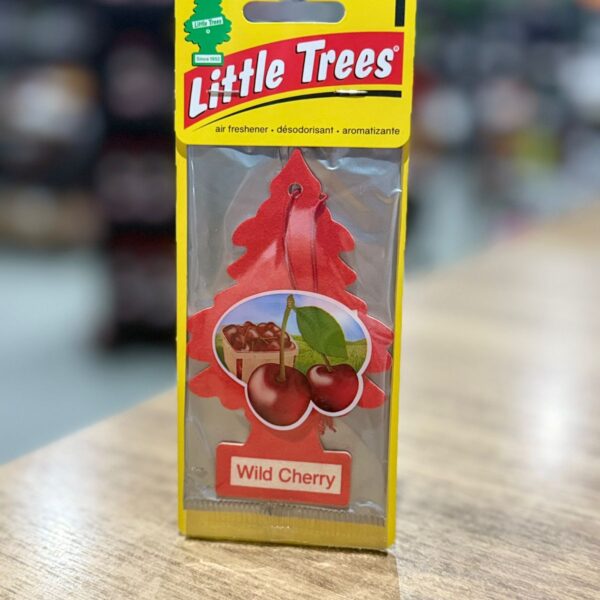 Little Trees
Since 1952
Little Trees®
air freshener • désodorisant • aromatizante
Wild Cherry